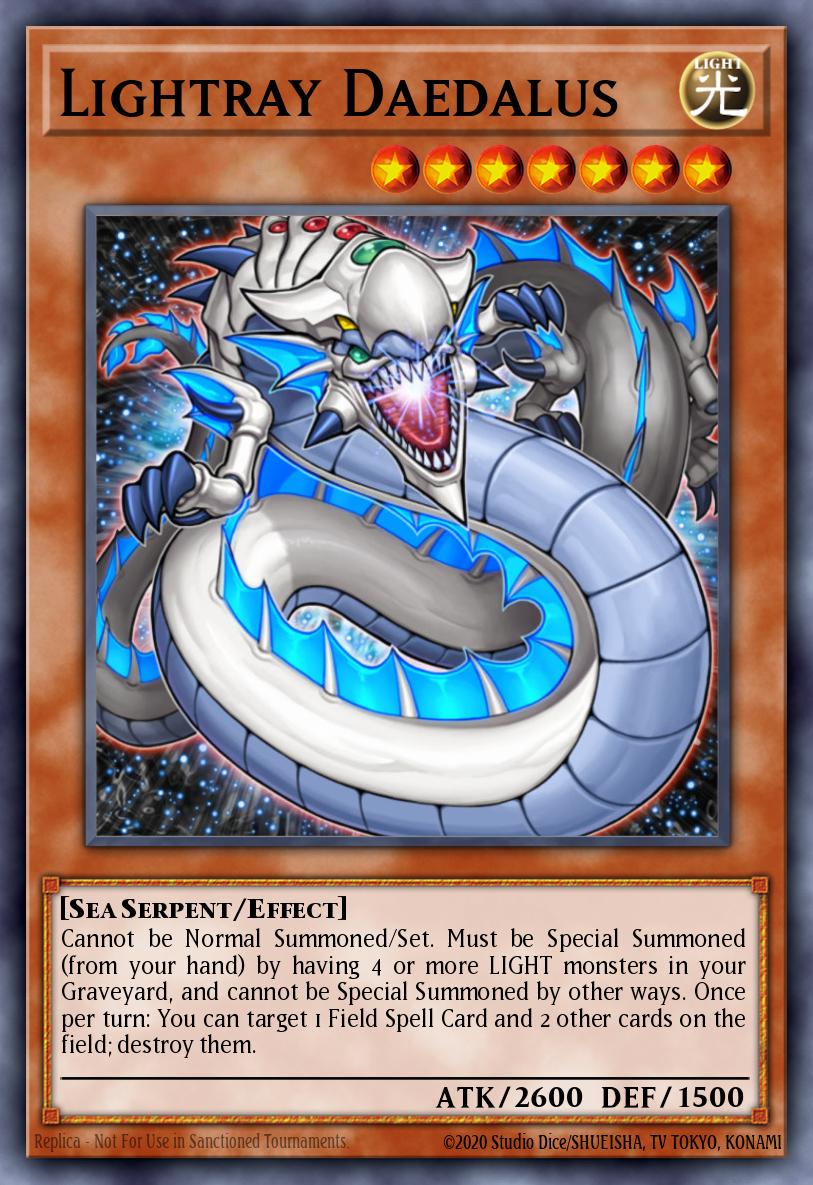 Lightray Daedalus
LIGHT
光
[Sea Serpent/Effect]
Cannot be Normal Summoned/Set. Must be Special Summoned
(from your hand) by having 4 or more LIGHT monsters in your
Graveyard, and cannot be Special Summoned by other ways. Once
per turn: You can target 1 Field Spell Card and 2 other cards on the
field; destroy them.
ATK/2600 DEF/1500
Replica - Not For Use in Sanctioned Tournaments.
©2020 Studio Dice/SHUEISHA, TV TOKYO, KONAMI